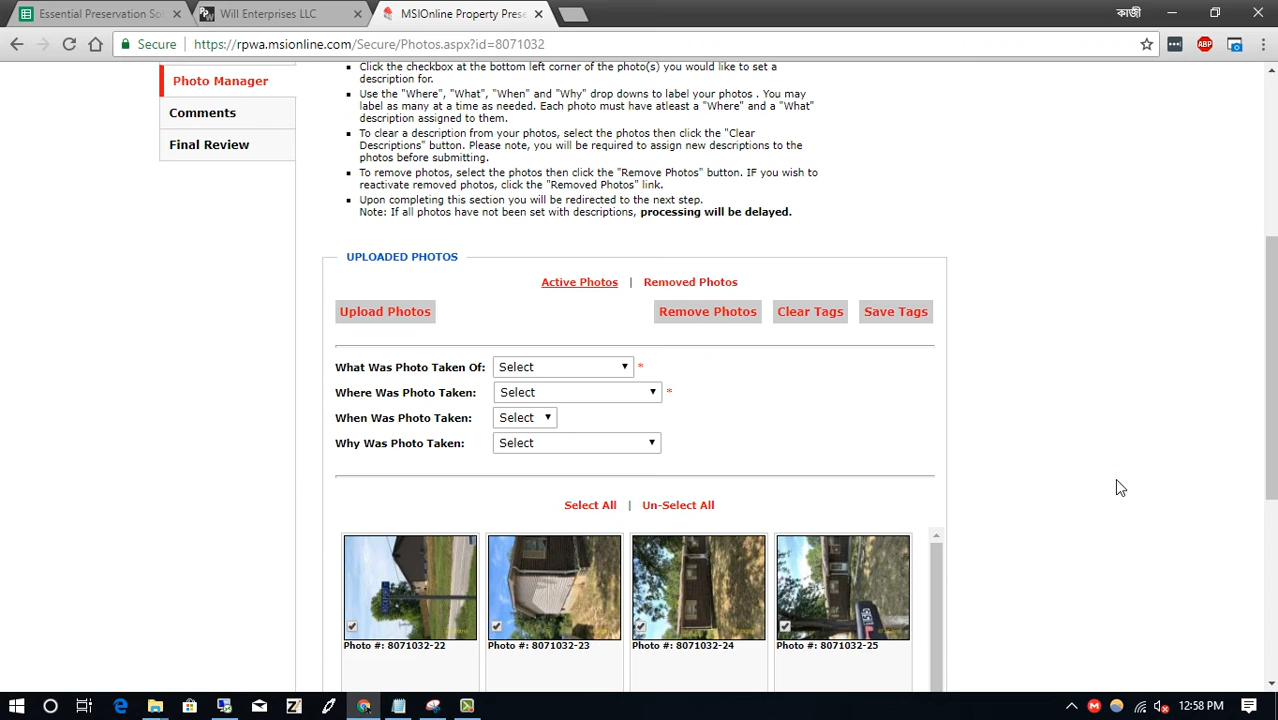 Essential Preservation Sol
Will Enterprises LLC
MSIOnline Property Prese
কাজী
Secure
https://rpwa.msionline.com/Secure/Photos.aspx?id=8071032
ABP
Photo Manager
Comments
Final Review
Click the checkbox at the bottom left corner of the photo(s) you would like to set a
description for.
Use the "Where", "What", "When" and "Why" drop downs to label your photos . You may
label as many at a time as needed. Each photo must have atleast a "Where" and a "What"
description assigned to them.
To clear a description from your photos, select the photos then click the "Clear
Descriptions" button. Please note, you will be required to assign new descriptions to the
photos before submitting.
To remove photos, select the photos then click the "Remove Photos" button. IF you wish to
reactivate removed photos, click the "Removed Photos" link.
Upon completing this section you will be redirected to the next step.
Note: If all photos have not been set with descriptions, processing will be delayed.
UPLOADED PHOTOS
Active Photos | Removed Photos
Upload Photos Remove Photos Clear Tags Save Tags
What Was Photo Taken Of: Select *
Where Was Photo Taken: Select *
When Was Photo Taken: Select
Why Was Photo Taken: Select
Select All | Un-Select All
Photo #: 8071032-22 Photo #: 8071032-23 Photo #: 8071032-24 Photo #: 8071032-25
12:58 PM